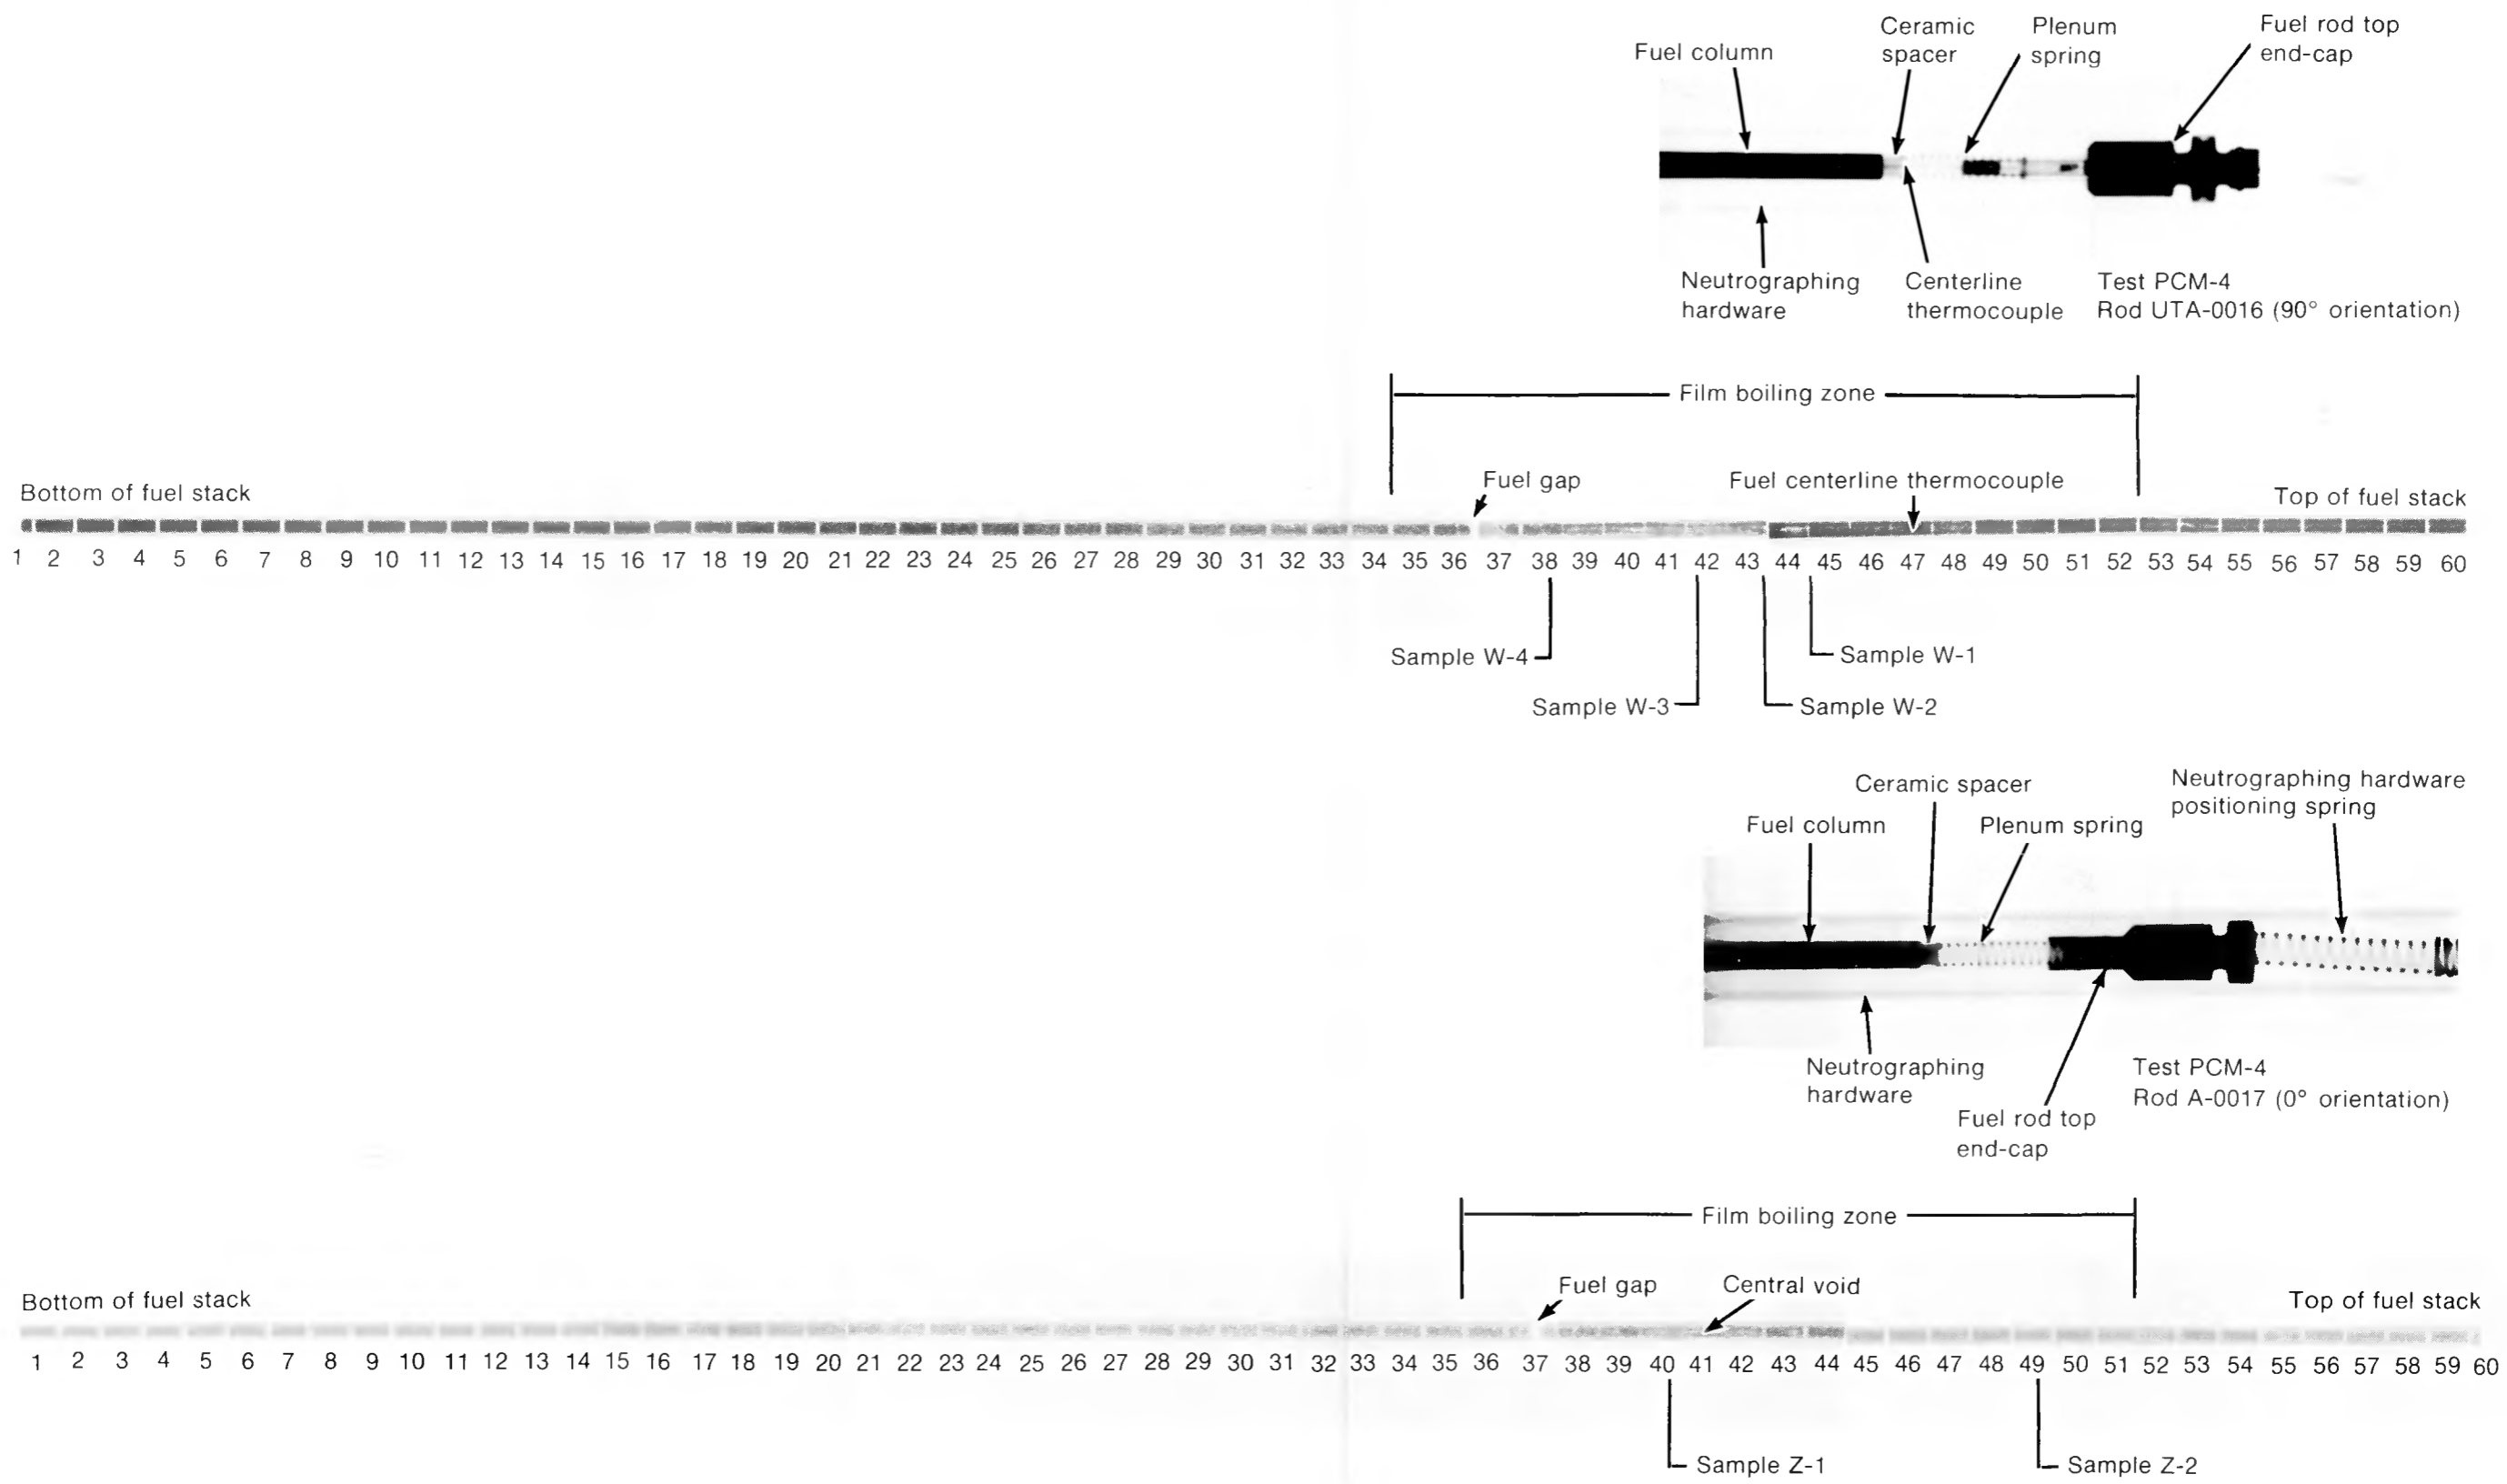 Fuel column
Ceramic
spacer
Plenum
spring
Fuel rod top
end-cap
Neutrographing
hardware
Centerline
thermocouple
Test PCM-4
Rod UTA-0016 (90° orientation)
Film boiling zone
Bottom of fuel stack
Fuel gap
Fuel centerline thermocouple
Top of fuel stack
1 2 3 4 5 6 7 8 9 10 11 12 13 14 15 16 17 18 19 20 21 22 23 24 25 26 27 28 29 30 31 32 33 34 35 36 37 38 39 40 41 42 43 44 45 46 47 48 49 50 51 52 53 54 55 56 57 58 59 60
Sample W-4
Sample W-1
Sample W-3
Sample W-2
Ceramic spacer
Neutrographing hardware
positioning spring
Fuel column
Plenum spring
Neutrographing
hardware
Fuel rod top
end-cap
Test PCM-4
Rod A-0017 (0° orientation)
Film boiling zone
Bottom of fuel stack
Fuel gap
Central void
Top of fuel stack
1 2 3 4 5 6 7 8 9 10 11 12 13 14 15 16 17 18 19 20 21 22 23 24 25 26 27 28 29 30 31 32 33 34 35 36 37 38 39 40 41 42 43 44 45 46 47 48 49 50 51 52 53 54 55 56 57 58 59 60
Sample Z-1
Sample Z-2